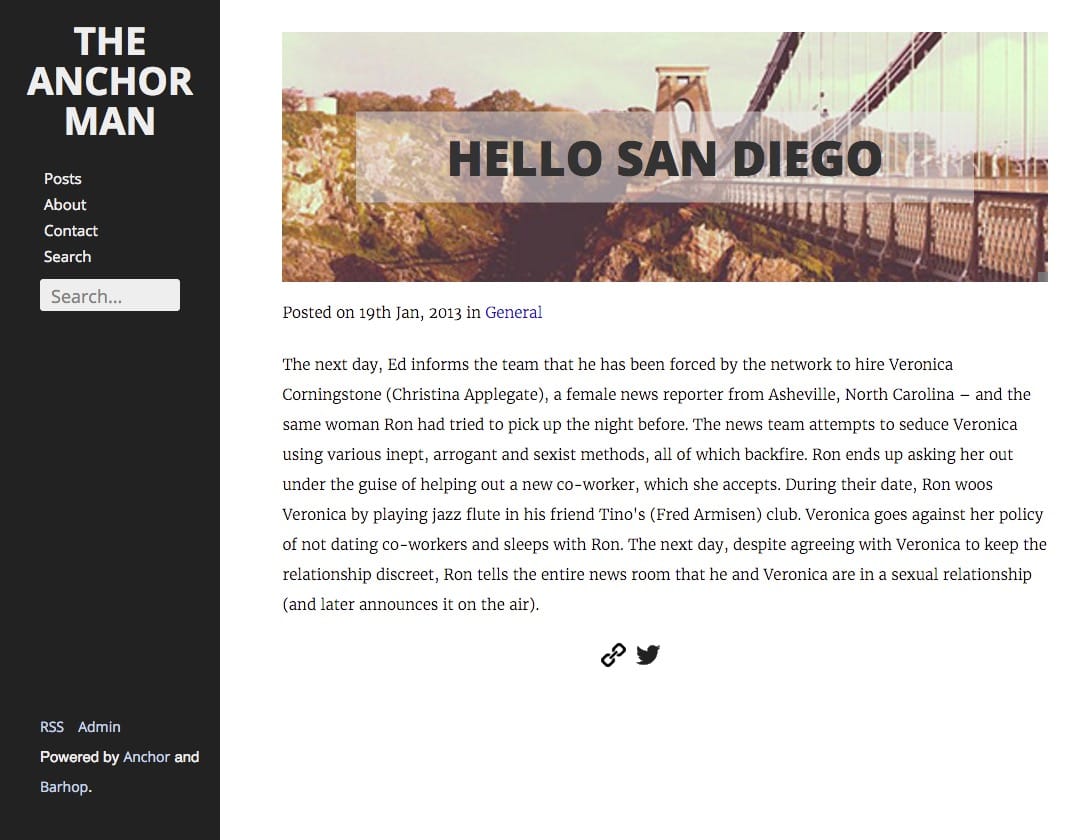 THE
ANCHOR
MAN
Posts
About
Contact
Search
Search...
HELLO SAN DIEGO
Posted on 19th Jan, 2013 in General
The next day, Ed informs the team that he has been forced by the network to hire Veronica
Corningstone (Christina Applegate), a female news reporter from Asheville, North Carolina – and the
same woman Ron had tried to pick up the night before. The news team attempts to seduce Veronica
using various inept, arrogant and sexist methods, all of which backfire. Ron ends up asking her out
under the guise of helping out a new co-worker, which she accepts. During their date, Ron woos
Veronica by playing jazz flute in his friend Tino's (Fred Armisen) club. Veronica goes against her policy
of not dating co-workers and sleeps with Ron. The next day, despite agreeing with Veronica to keep the
relationship discreet, Ron tells the entire news room that he and Veronica are in a sexual relationship
(and later announces it on the air).
RSS Admin
Powered by Anchor and
Barhop.